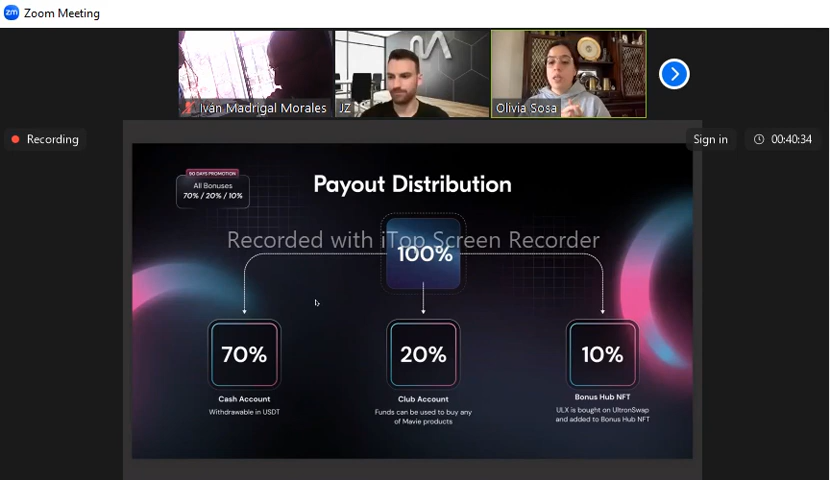 Zoom Meeting
zm
Iván Madrigal Morales
JZ
Olivia Sosa
Recording
Sign in
00:40:34
90 DAYS PROMOTION
All Bonuses
70% / 20% / 10%
Payout Distribution
Recorded with iTop Screen Recorder
100%
70%
20%
10%
Cash Account
Withdrawable in USDT
Club Account
Funds can be used to buy any
of Mavie products
Bonus Hub NFT
ULX is bought on UltronSwap
and added to Bonus Hub NFT